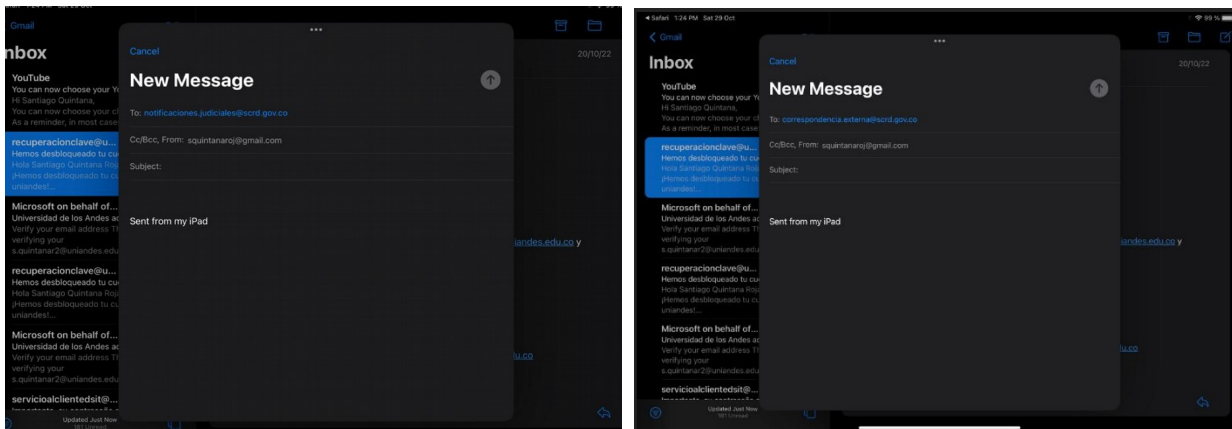 Gmail
nbox
20/10/22
YouTube
You can now choose your Y
Hi Santiago Quintana,
You can now choose your c
As a reminder, in most case
recuperacionclave@u...
Hemos desbloqueado tu cu
Hola Santiago Quintana Roj
¡Hemos desbloqueado tu cu
uniandes!...
Microsoft on behalf of...
Universidad de los Andes ac
Verify your email address Th
verifying your
s.quintanar2@uniandes.edu
recuperacionclave@u...
Hemos desbloqueado tu cu
Hola Santiago Quintana Roj
¡Hemos desbloqueado tu cu
uniandes!...
Microsoft on behalf of...
Universidad de los Andes ac
Verify your email address Th
verifying your
s.quintanar2@uniandes.edu
servicioalclientedsit@...
Updated Just Now
Cancel
New Message
To: notificaciones.judiciales@scrd.gov.co
Cc/Bcc, From: squintanaroj@gmail.com
Subject:
Sent from my iPad
iandes.edu.co y
u.co
Safari 1:24 PM Sat 29 Oct
99 %
Gmail
Inbox
20/10/22
YouTube
You can now choose your Y
Hi Santiago Quintana,
You can now choose your c
As a reminder, in most case
recuperacionclave@u...
Hemos desbloqueado tu cu
Hola Santiago Quintana Roj
¡Hemos desbloqueado tu cu
uniandes!...
Microsoft on behalf of...
Universidad de los Andes ac
Verify your email address Th
verifying your
s.quintanar2@uniandes.edu
recuperacionclave@u...
Hemos desbloqueado tu cu
Hola Santiago Quintana Roj
¡Hemos desbloqueado tu cu
uniandes!...
Microsoft on behalf of...
Universidad de los Andes ac
Verify your email address Th
verifying your
s.quintanar2@uniandes.edu
servicioalclientedsit@...
Updated Just Now
Cancel
New Message
To: correspondencia.externa@scrd.gov.co
Cc/Bcc, From: squintanaroj@gmail.com
Subject:
Sent from my iPad
iandes.edu.co y
u.co